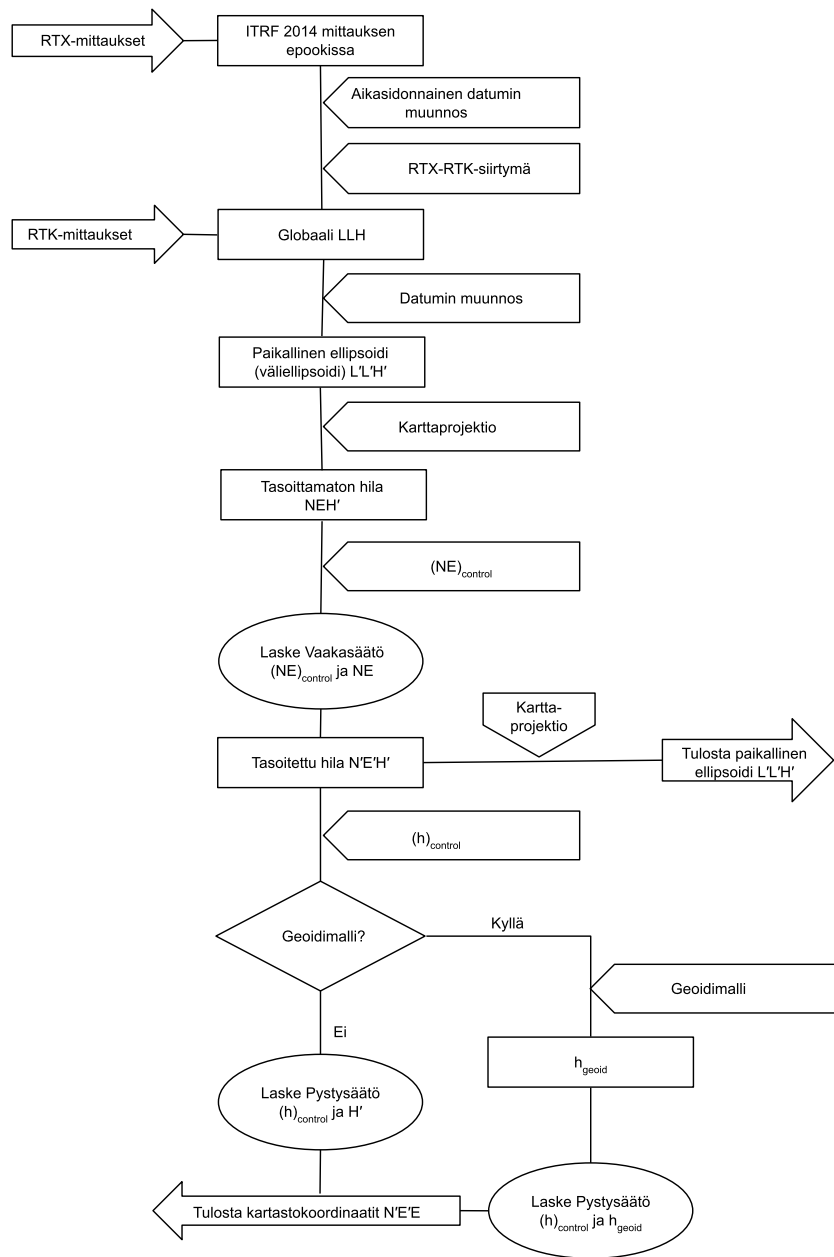 RTX-mittaukset
ITRF 2014 mittauksen
epookissa
Aikasidonnainen datumin
muunnos
RTX-RTK-siirtymä
RTK-mittaukset
Globaali LLH
Datumin muunnos
Paikallinen ellipsoidi
(väliellipsoidi) L'L'H'
Karttaprojektio
Tasoittamaton hila
NEH'
(NE)control
Laske Vaakasäätö
(NE)control ja NE
Kartta-
projektio
Tasoitettu hila N'E'H'
Tulosta paikallinen
ellipsoidi L'L'H'
(h)control
Geoidimalli?
Kyllä
Geoidimalli
Ei
hgeoid
Laske Pystysäätö
(h)control ja H'
Laske Pystysäätö
(h)control ja hgeoid
Tulosta kartastokoordinaatit N'E'E